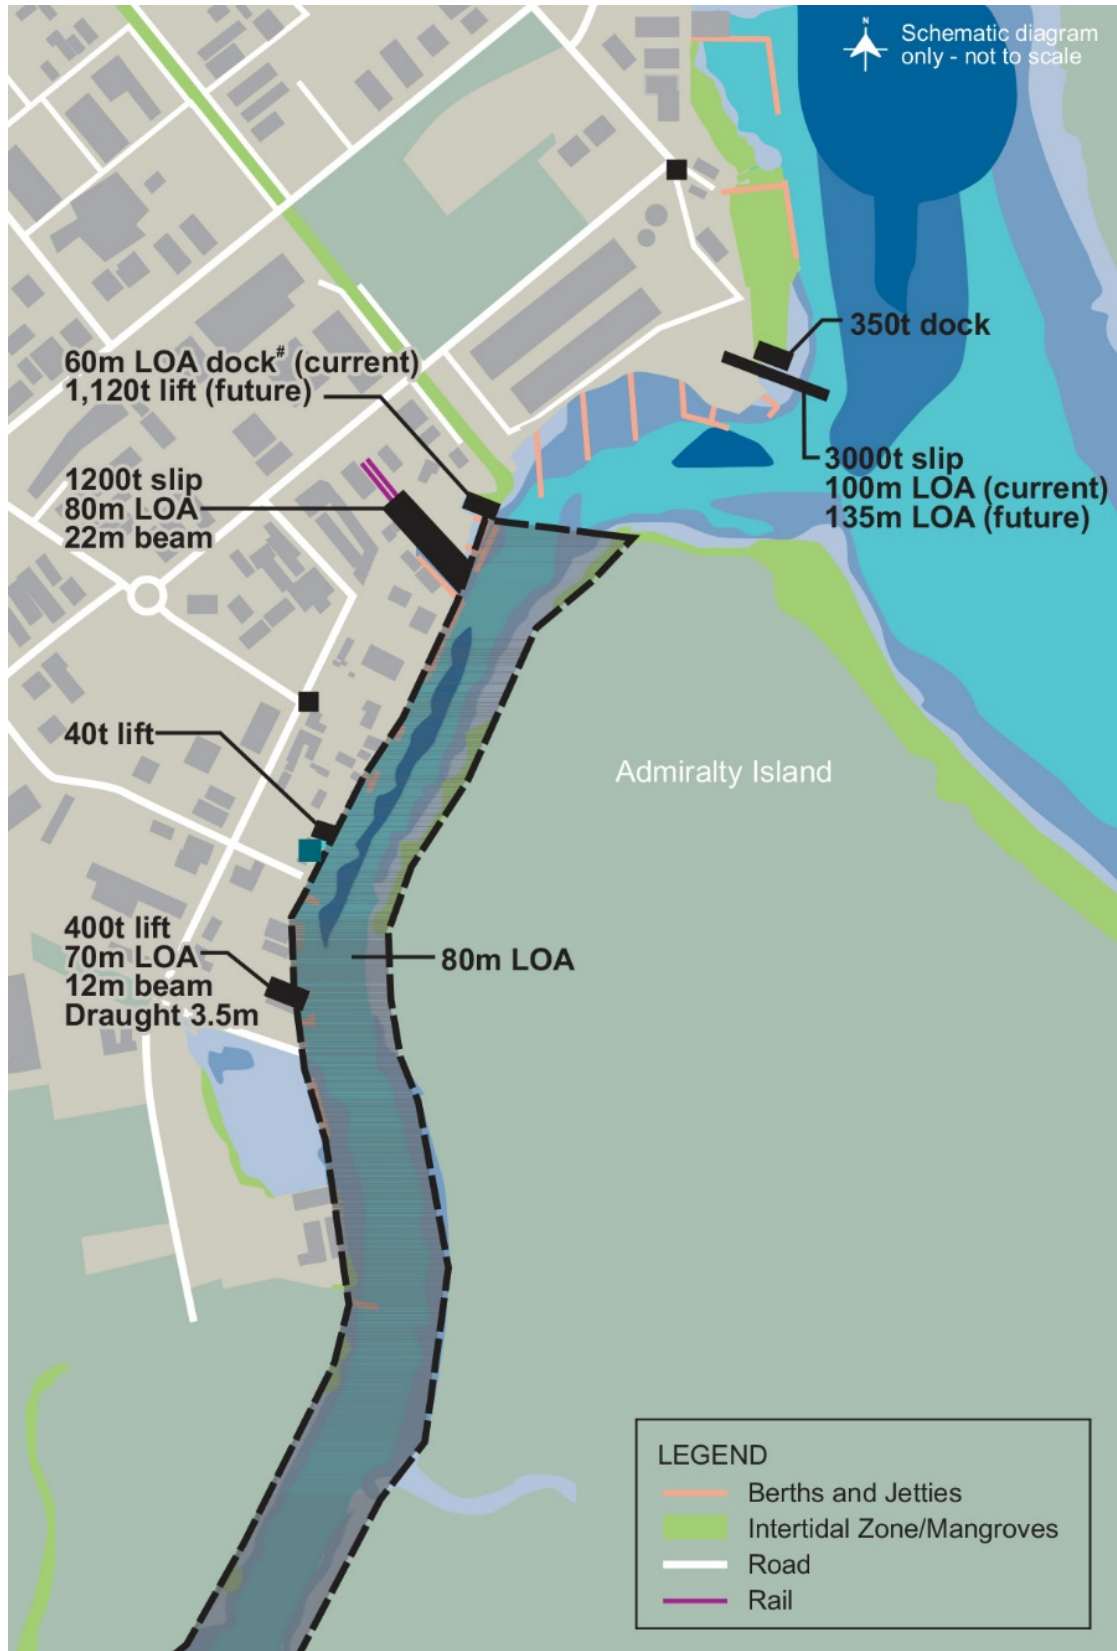 N
Schematic diagram
only - not to scale
350t dock
60m LOA dock# (current)
1,120t lift (future)
3000t slip
100m LOA (current)
135m LOA (future)
1200t slip
80m LOA
22m beam
40t lift
Admiralty Island
400t lift
70m LOA
12m beam
Draught 3.5m
80m LOA
LEGEND
Berths and Jetties
Intertidal Zone/Mangroves
Road
Rail